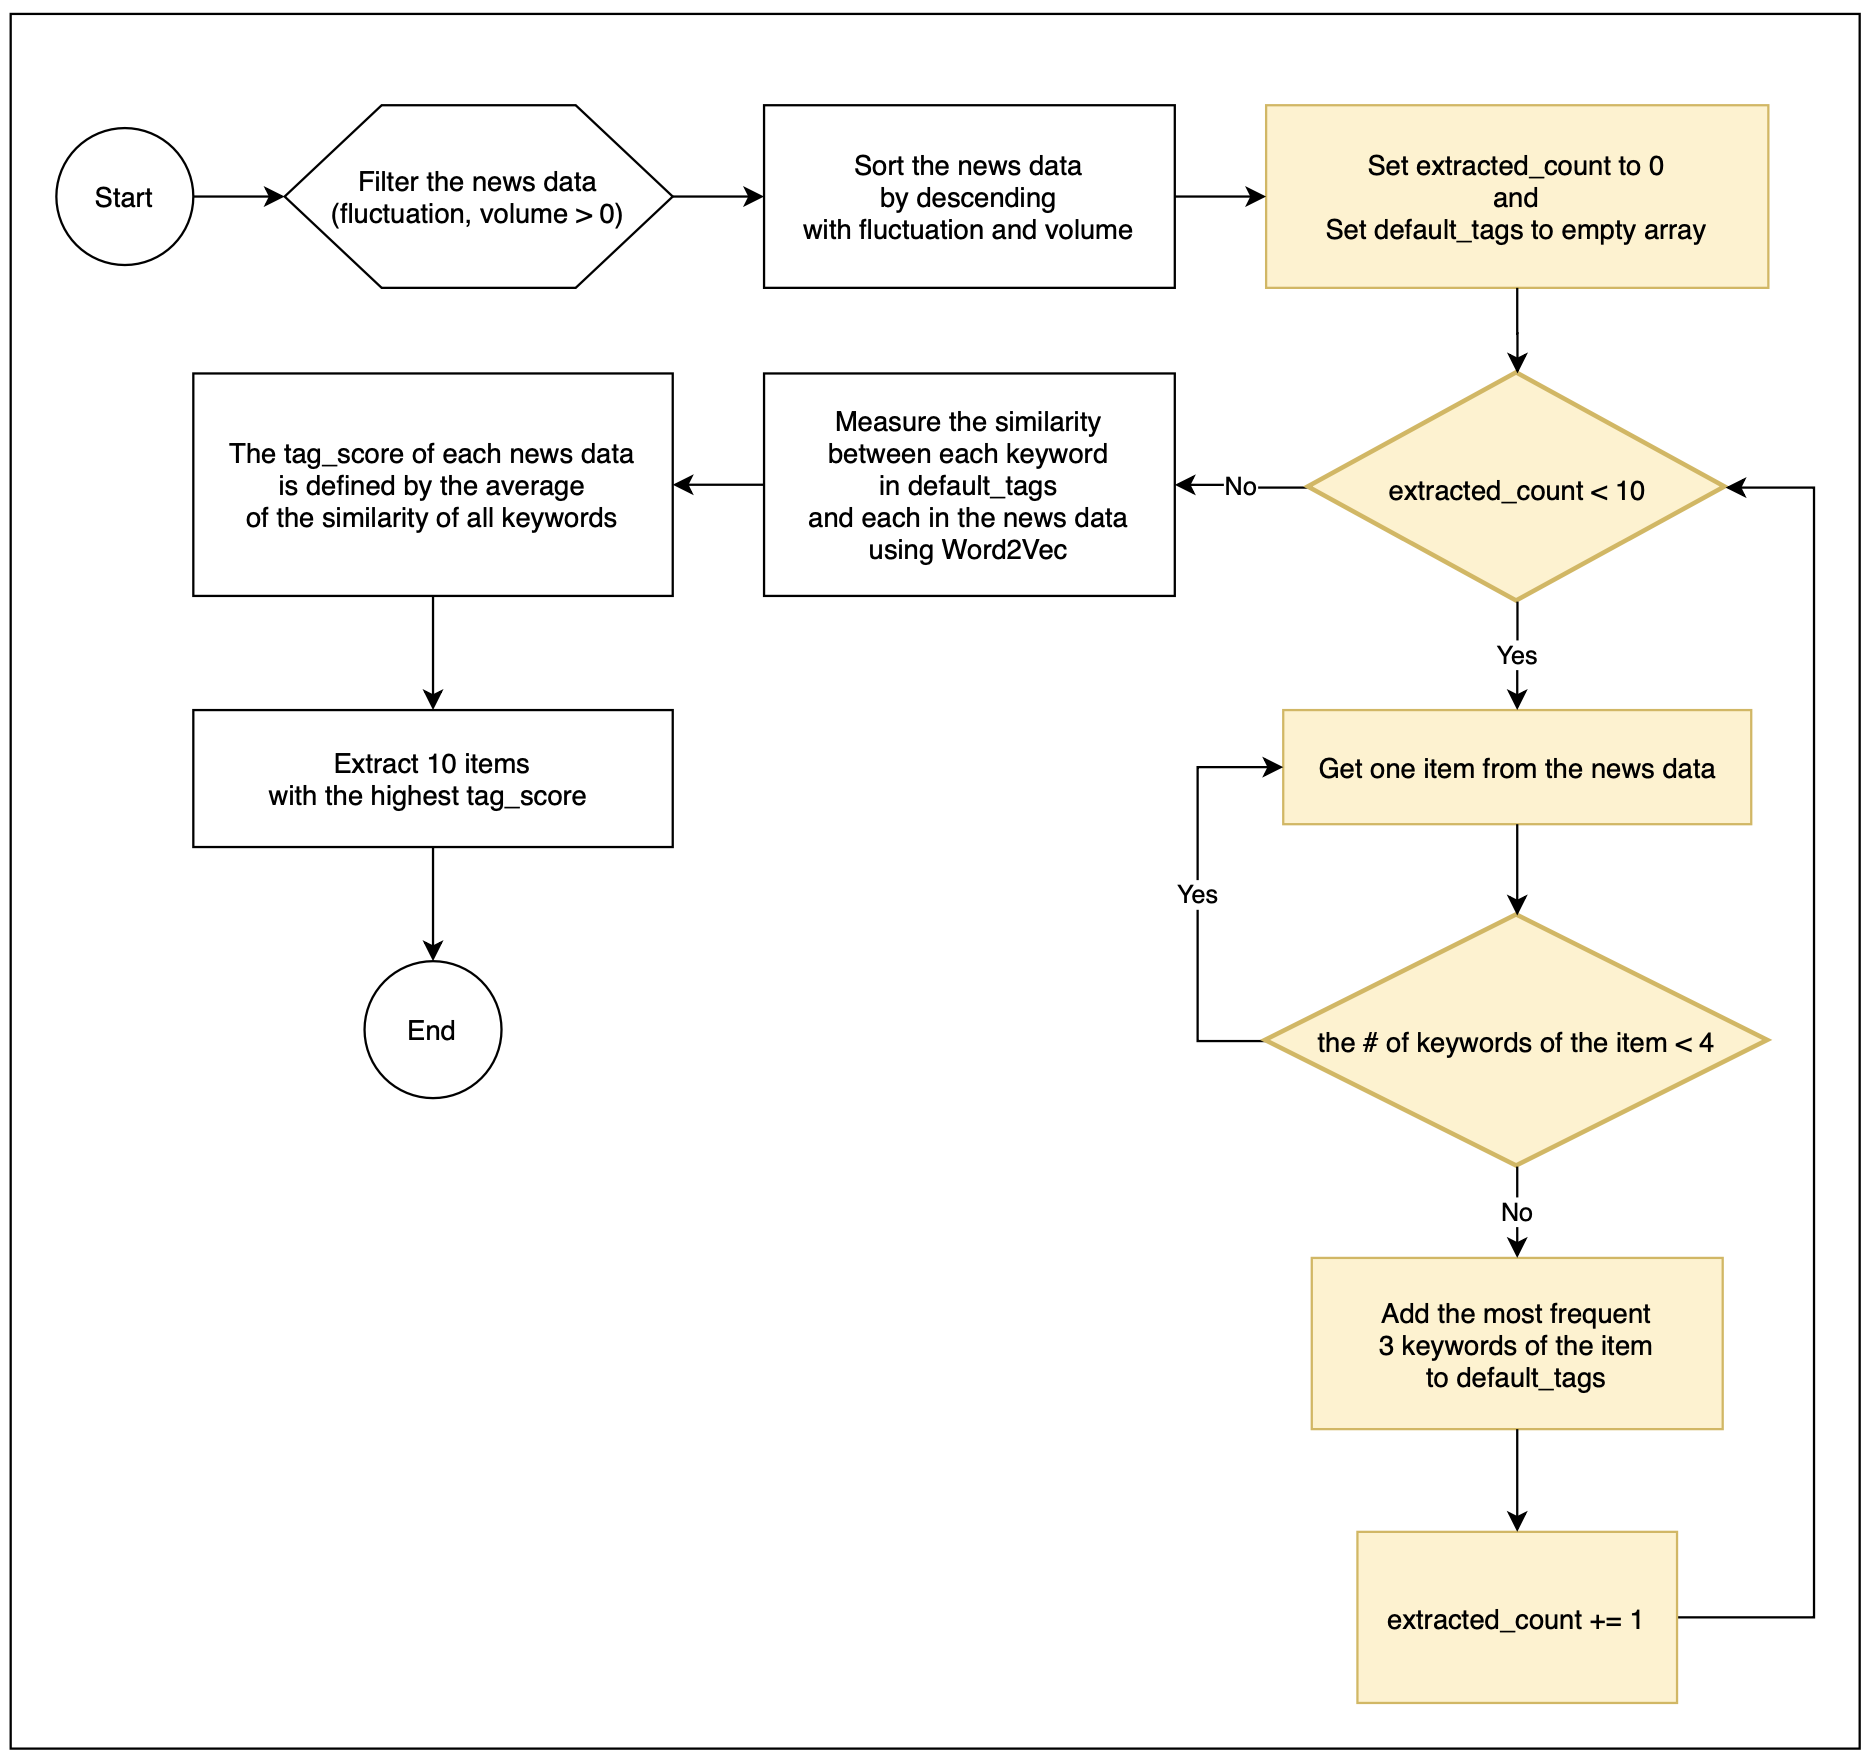 Start
Filter the news data
(fluctuation, volume > 0)
Sort the news data
by descending
with fluctuation and volume
Set extracted_count to 0
and
Set default_tags to empty array
extracted_count < 10
No
Measure the similarity
between each keyword
in default_tags
and each in the news data
using Word2Vec
The tag_score of each news data
is defined by the average
of the similarity of all keywords
Extract 10 items
with the highest tag_score
End
Yes
Get one item from the news data
Yes
the # of keywords of the item < 4
No
Add the most frequent
3 keywords of the item
to default_tags
extracted_count += 1